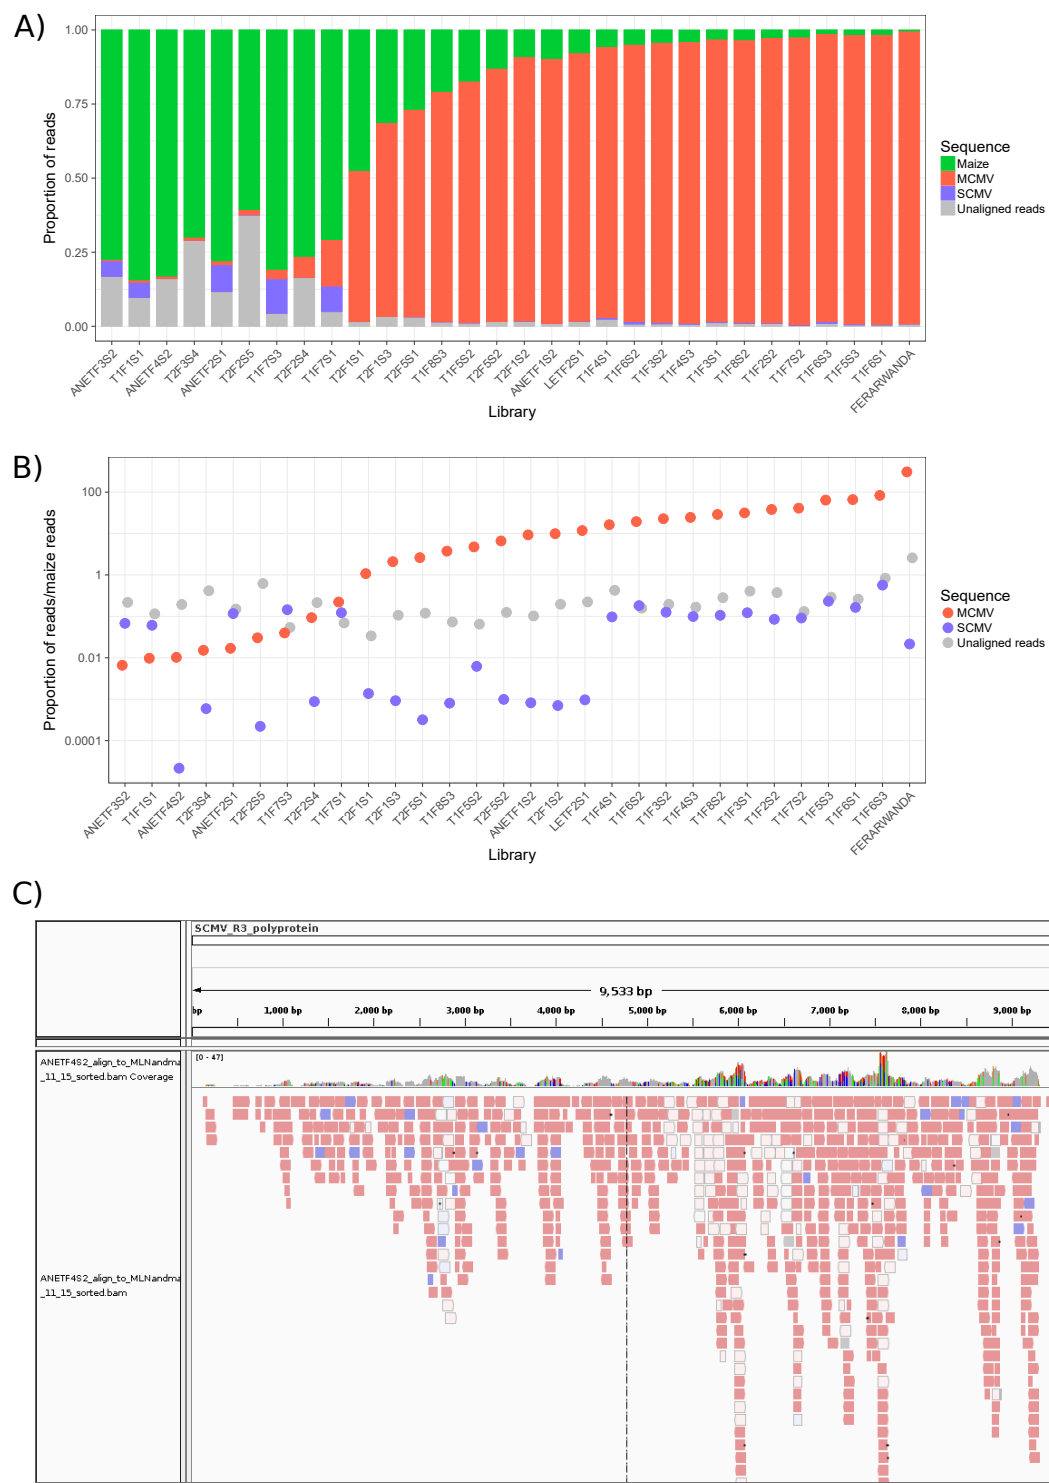 A)
Proportion of reads
1.00
0.75
0.50
0.25
0.00
ANETF3S2
T1F1S1
ANETF4S2
T2F3S4
ANETF2S1
T2F2S5
T1F7S3
T2F2S4
T1F7S1
T2F1S1
T2F1S3
T2F5S1
T1F8S3
T1F5S2
T2F5S2
T2F1S2
ANETF1S2
LETF2S1
T1F4S1
T1F6S2
T1F3S2
T1F4S3
T1F3S1
T1F8S2
T1F2S2
T1F7S2
T1F6S3
T1F5S3
T1F6S1
FERARWANDA
Library
Sequence
Maize
MCMV
SCMV
Unaligned reads
B)
Proportion of reads/maize reads
100
1
0.01
0.0001
ANETF3S2
T1F1S1
ANETF4S2
T2F3S4
ANETF2S1
T2F2S5
T1F7S3
T2F2S4
T1F7S1
T2F1S1
T2F1S3
T2F5S1
T1F8S3
T1F5S2
T2F5S2
ANETF1S2
T2F1S2
LETF2S1
T1F4S1
T1F6S2
T1F3S2
T1F4S3
T1F8S2
T1F3S1
T1F2S2
T1F7S2
T1F5S3
T1F6S1
T1F6S3
FERARWANDA
Library
Sequence
MCMV
SCMV
Unaligned reads
C)
SCMV_R3_polyprotein
9,533 bp
bp 1,000 bp 2,000 bp 3,000 bp 4,000 bp 5,000 bp 6,000 bp 7,000 bp 8,000 bp 9,000 bp
ANETF4S2_align_to_MLNandma
_11_15_sorted.bam Coverage
[0 - 47]
ANETF4S2_align_to_MLNandma
_11_15_sorted.bam